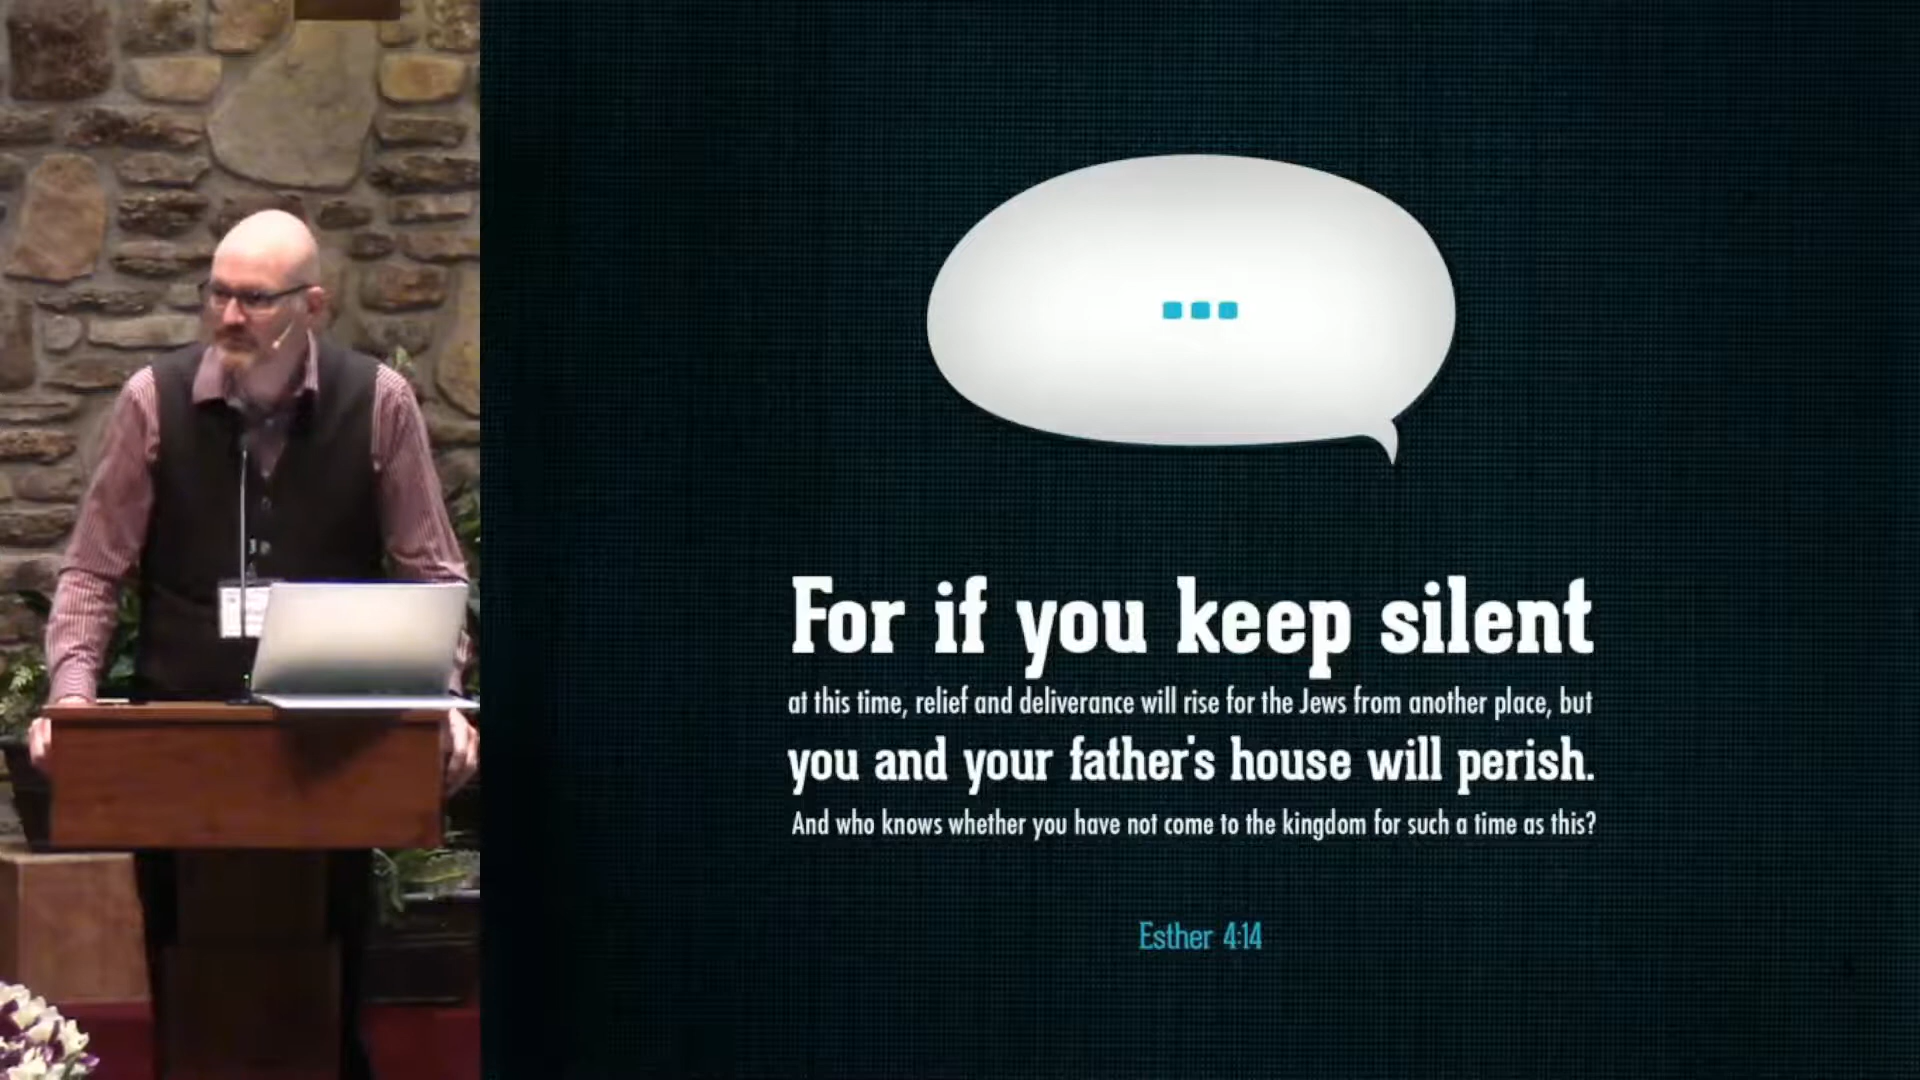 For if you keep silent
at this time, relief and deliverance will rise for the Jews from another place, but
you and your father's house will perish.
And who knows whether you have not come to the kingdom for such a time as this?
Esther 4:14